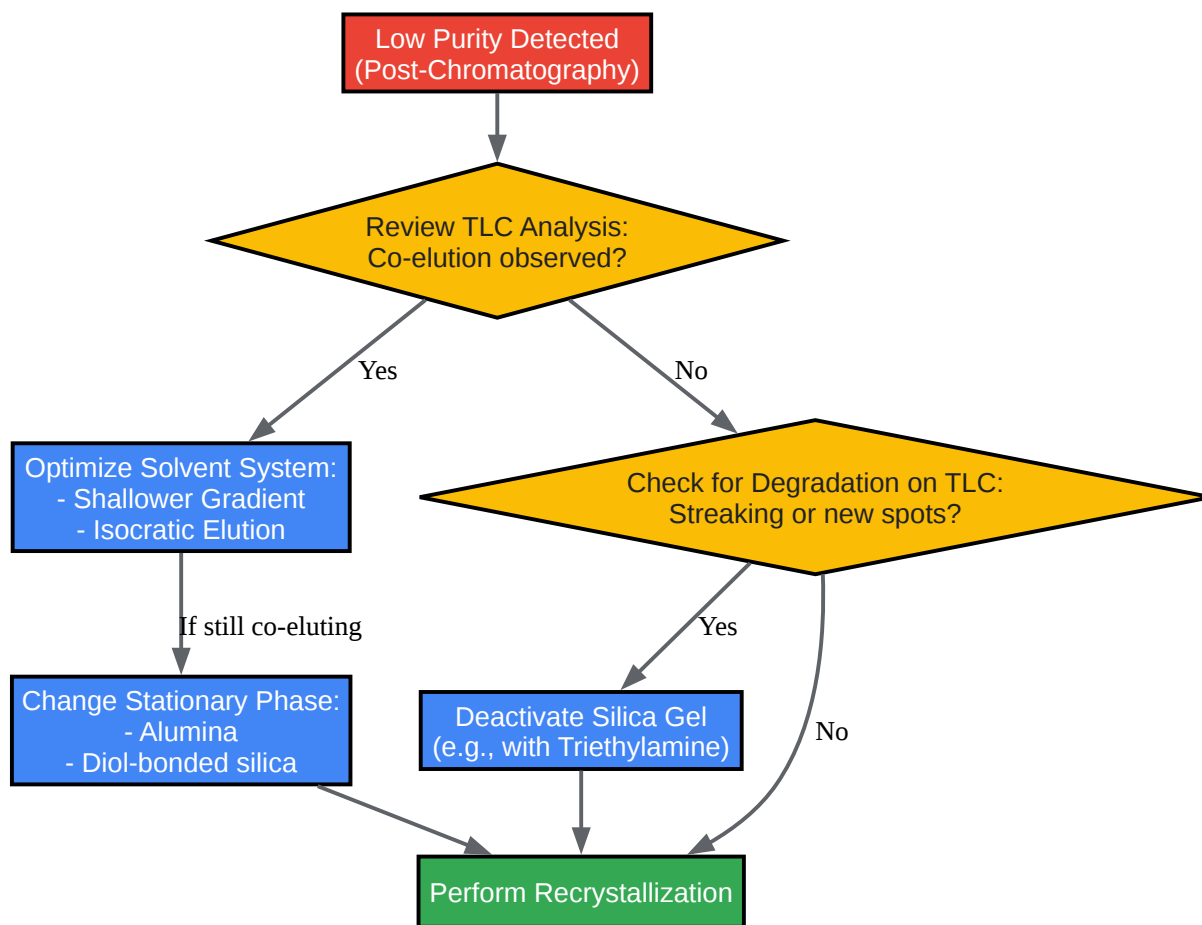 Low Purity Detected
(Post-Chromatography)
Review TLC Analysis:
Co-elution observed?
Yes
No
Optimize Solvent System:
- Shallower Gradient
- Isocratic Elution
Check for Degradation on TLC:
Streaking or new spots?
If still co-eluting
Yes
Change Stationary Phase:
- Alumina
- Diol-bonded silica
Deactivate Silica Gel
(e.g., with Triethylamine)
No
Perform Recrystallization